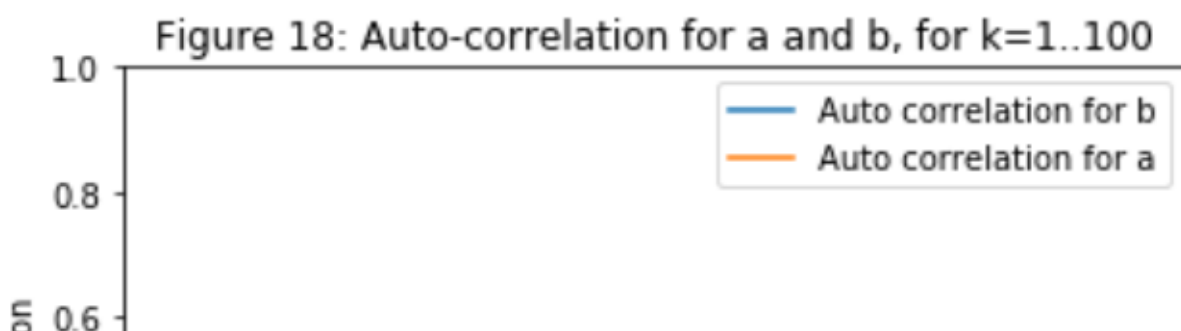 Figure 18: Auto-correlation for a and b, for k=1..100
1.0
Auto correlation for b
Auto correlation for a
0.8
0.6